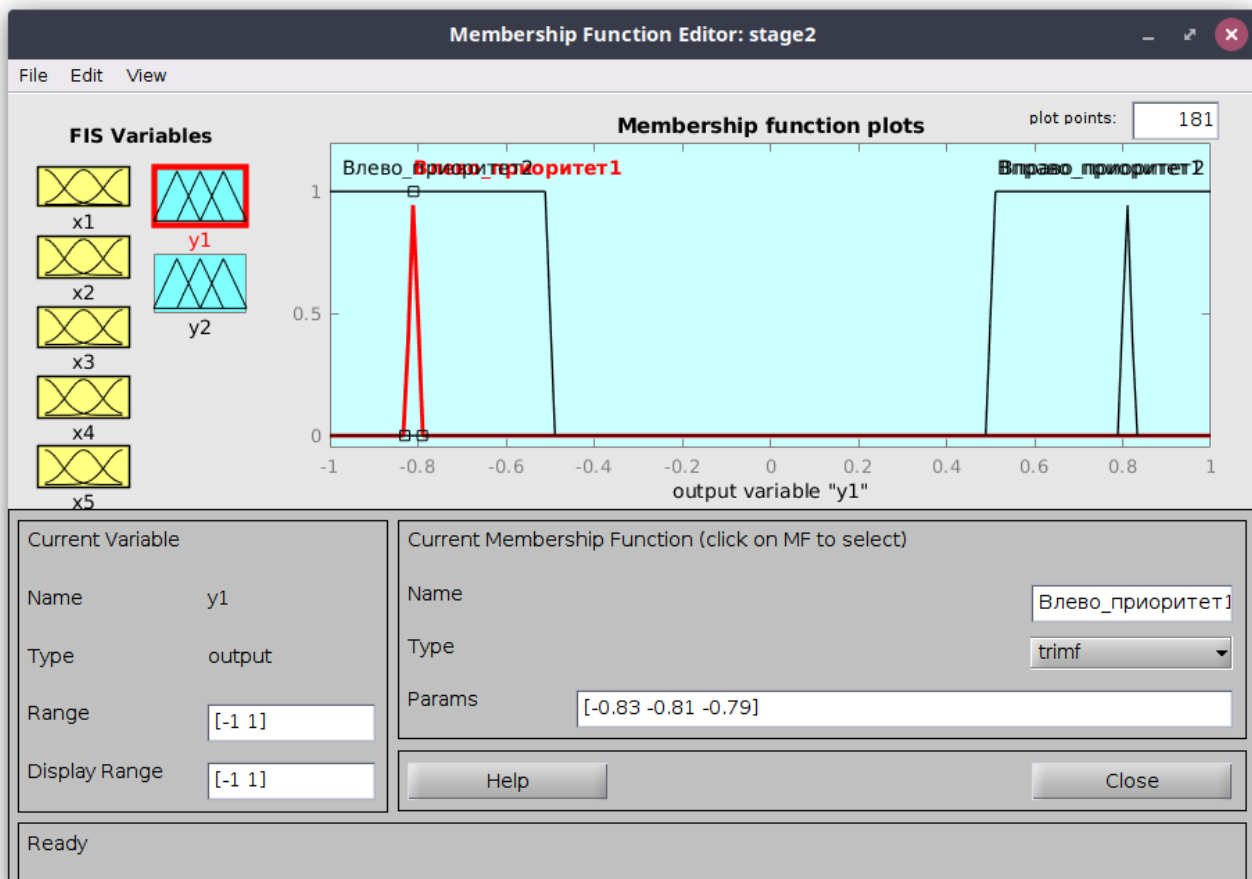 Membership Function Editor: stage2
File Edit View
FIS Variables
x1
x2
x3
x4
x5
y1
y2
Membership function plots
plot points: 181
Влево_приоритет2 Влево_приоритет1
Вправо_приоритет1 Вправо_приоритет2
1
0.5
0
-1 -0.8 -0.6 -0.4 -0.2 0 0.2 0.4 0.6 0.8 1
output variable "y1"
Current Variable
Name y1
Type output
Range [-1 1]
Display Range [-1 1]
Current Membership Function (click on MF to select)
Name Влево_приоритет1
Type trimf
Params [-0.83 -0.81 -0.79]
Help Close
Ready